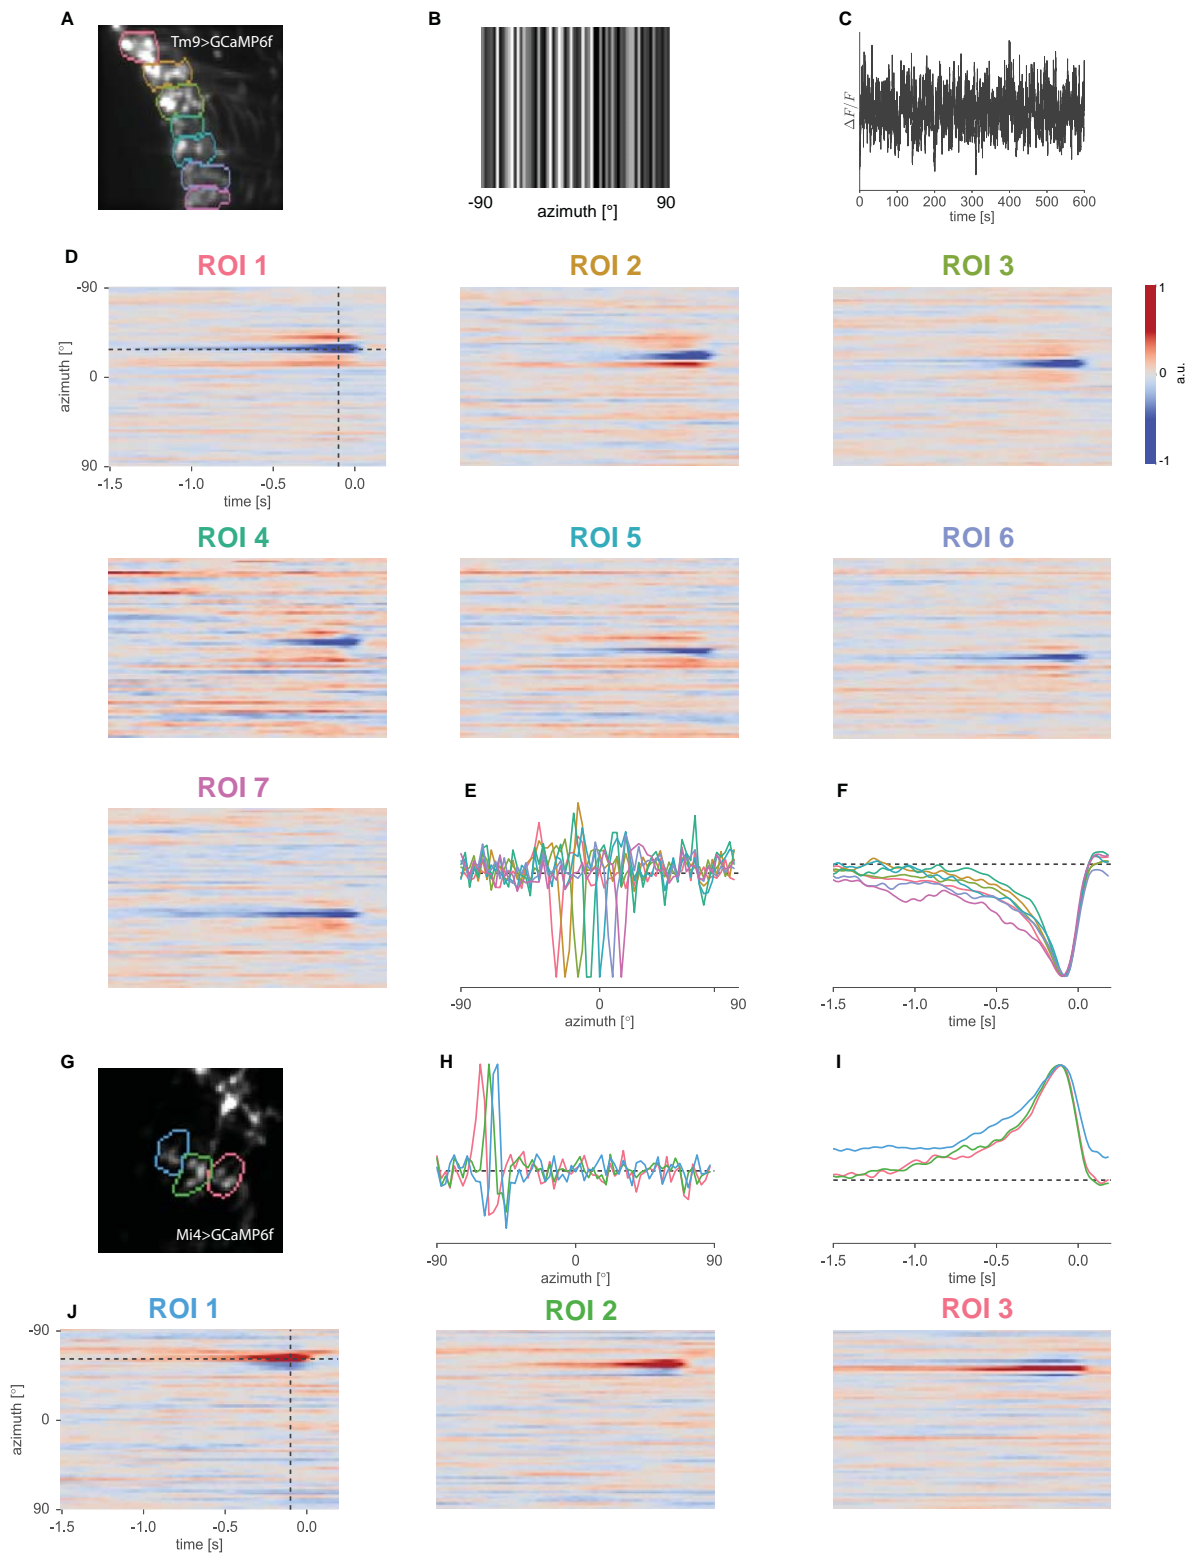 A
Tm9>GCaMP6f
B
-90
90
azimuth [°]
C
ΔF/F
0 100 200 300 400 500 600
time [s]
D
ROI 1
-90
0
90
azimuth [°]
-1.5 -1.0 -0.5 0.0
time [s]
ROI 2
ROI 3
1
0
-1
a.u.
ROI 4
ROI 5
ROI 6
ROI 7
E
-90 0 90
azimuth [°]
F
-1.5 -1.0 -0.5 0.0
time [s]
G
Mi4>GCaMP6f
H
-90 0 90
azimuth [°]
I
-1.5 -1.0 -0.5 0.0
time [s]
J
ROI 1
-90
0
90
azimuth [°]
-1.5 -1.0 -0.5 0.0
time [s]
ROI 2
ROI 3